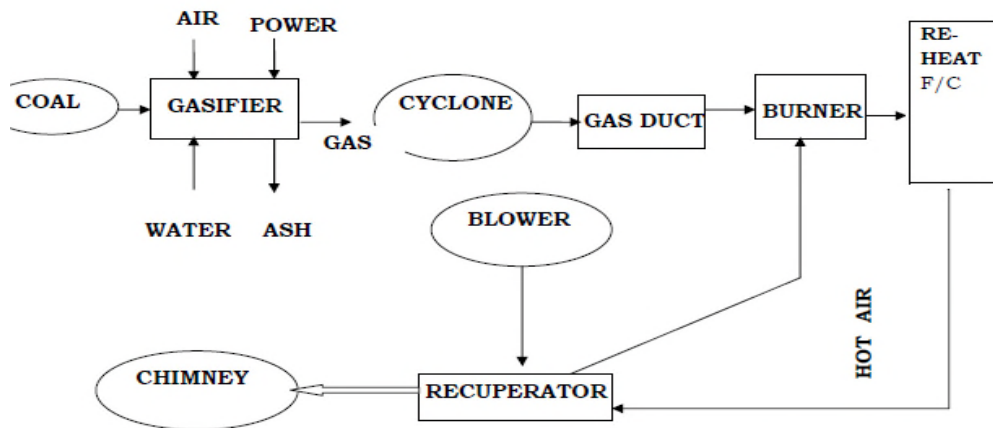 AIR
POWER
RE-
HEAT
F/C
COAL
GASIFIER
CYCLONE
GAS DUCT
BURNER
GAS
WATER
ASH
BLOWER
HOT AIR
CHIMNEY
RECUPERATOR